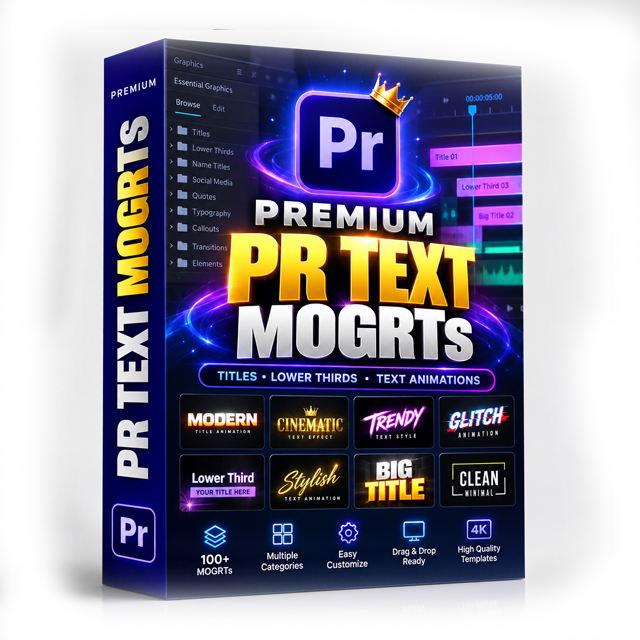 PREMIUM
PR TEXT MOGRTS
Pr
Graphics
Essential Graphics
Browse Edit
Titles
Lower Thirds
Name Titles
Social Media
Quotes
Typography
Callouts
Transitions
Elements
Pr
00:00:05:00
Title 01
Lower Third 03
Big Title 02
PREMIUM
PR TEXT
MOGRTs
TITLES • LOWER THIRDS • TEXT ANIMATIONS
MODERN
TITLE ANIMATION
CINEMATIC
TEXT EFFECT
TRENDY
TEXT STYLE
GLITCH
ANIMATION
Lower Third
YOUR TITLE HERE
Stylish
TEXT ANIMATION
BIG
TITLE
CLEAN
MINIMAL
100+
MOGRTs
Multiple
Categories
Easy
Customize
Drag & Drop
Ready
4K
High Quality
Templates